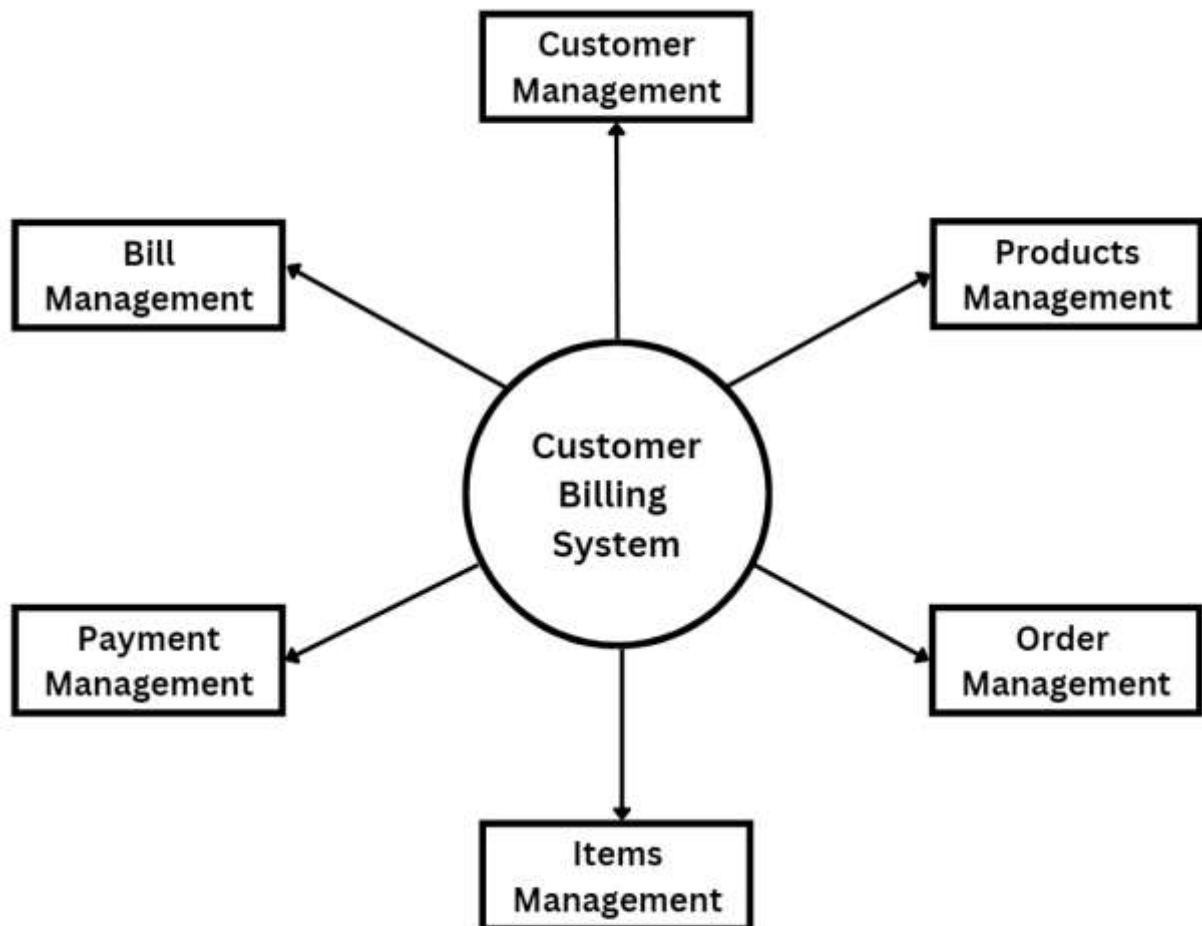 Customer
Management
Bill
Management
Products
Management
Customer
Billing
System
Payment
Management
Order
Management
Items
Management